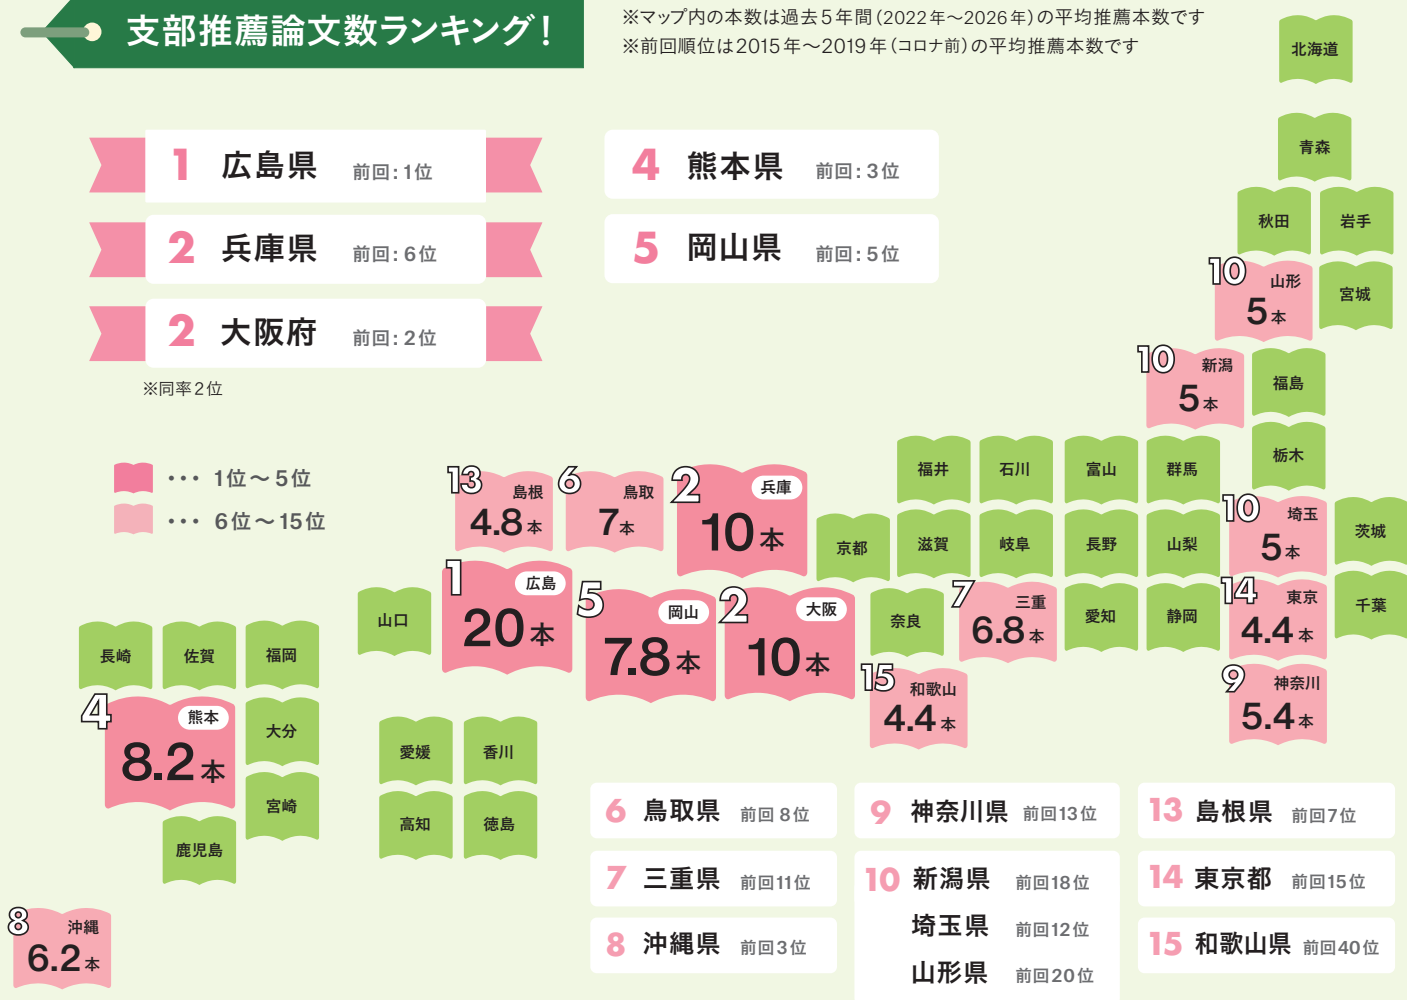 支部推薦論文数ランキング！
※マップ内の本数は過去5年間（2022年～2026年）の平均推薦本数です
※前回順位は2015年～2019年（コロナ前）の平均推薦本数です
1 広島県 前回：1位
2 兵庫県 前回：6位
2 大阪府 前回：2位
※同率2位
4 熊本県 前回：3位
5 岡山県 前回：5位
… 1位～5位
… 6位～15位
北海道
青森
秋田
岩手
10 山形
5本
宮城
10 新潟
5本
福島
福井
石川
富山
群馬
栃木
13 島根
4.8本
6 鳥取
7本
2 兵庫
10本
京都
滋賀
岐阜
長野
山梨
10 埼玉
5本
茨城
山口
1 広島
20本
5 岡山
7.8本
2 大阪
10本
奈良
7 三重
6.8本
愛知
静岡
14 東京
4.4本
千葉
15 和歌山
4.4本
9 神奈川
5.4本
長崎
佐賀
福岡
4 熊本
8.2本
大分
宮崎
鹿児島
愛媛
香川
高知
徳島
8 沖縄
6.2本
6 鳥取県 前回8位
7 三重県 前回11位
8 沖縄県 前回3位
9 神奈川県 前回13位
10 新潟県 前回18位
埼玉県 前回12位
山形県 前回20位
13 島根県 前回7位
14 東京都 前回15位
15 和歌山県 前回40位